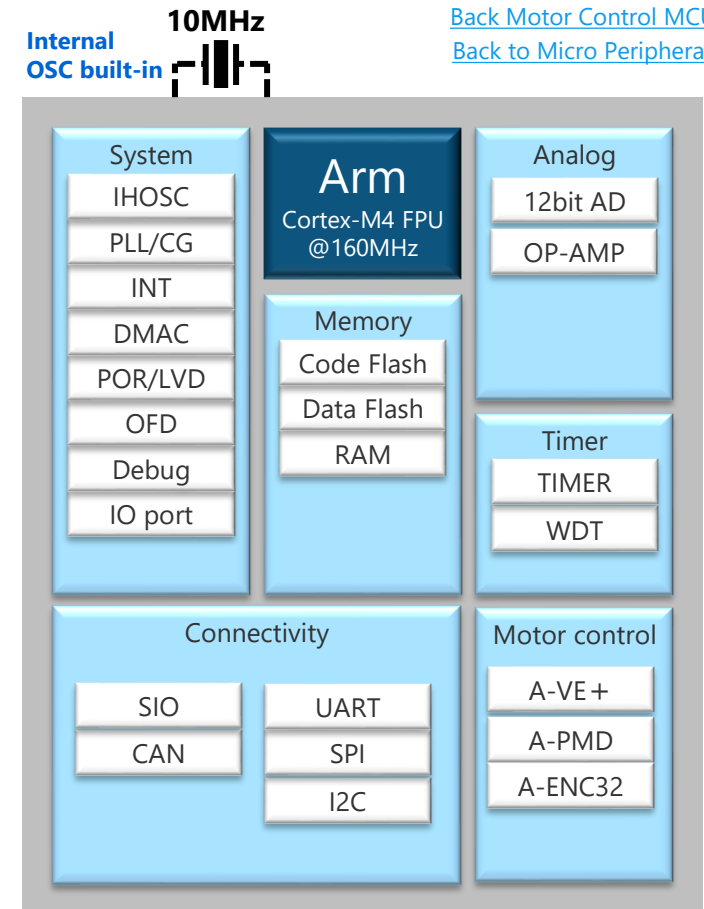 10MHz
Internal
OSC built-in
Back Motor Control MCU
Back to Micro Periphera
System
IHOSC
PLL/CG
INT
DMAC
POR/LVD
OFD
Debug
IO port
Arm
Cortex-M4 FPU
@160MHz
Memory
Code Flash
Data Flash
RAM
Analog
12bit AD
OP-AMP
Timer
TIMER
WDT
Connectivity
SIO
CAN
UART
SPI
I2C
Motor control
A-VE+
A-PMD
A-ENC32